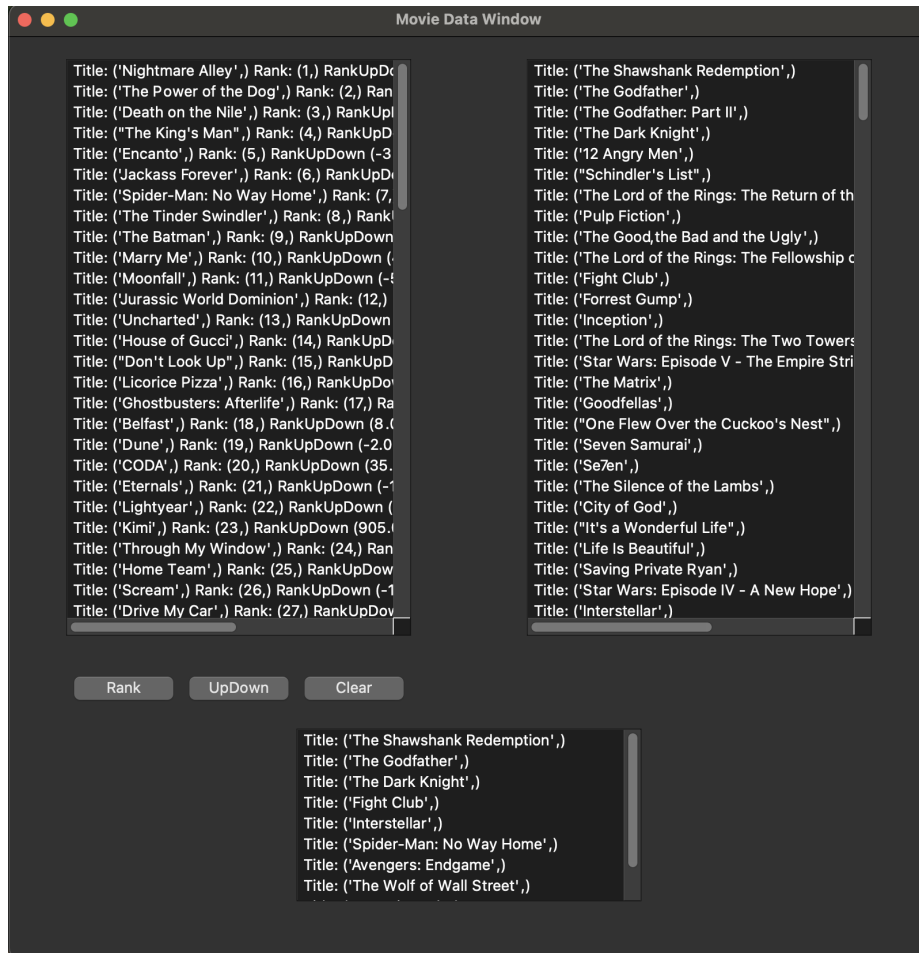 Movie Data Window
Title: ('Nightmare Alley',) Rank: (1,) RankUpDo
Title: ('The Power of the Dog',) Rank: (2,) Ran
Title: ('Death on the Nile',) Rank: (3,) RankUpl
Title: ("The King's Man",) Rank: (4,) RankUpD
Title: ('Encanto',) Rank: (5,) RankUpDown (-3
Title: ('Jackass Forever',) Rank: (6,) RankUpD
Title: ('Spider-Man: No Way Home',) Rank: (7,
Title: ('The Tinder Swindler',) Rank: (8,) Rank
Title: ('The Batman',) Rank: (9,) RankUpDown
Title: ('Marry Me',) Rank: (10,) RankUpDown (
Title: ('Moonfall',) Rank: (11,) RankUpDown (-5
Title: ('Jurassic World Dominion',) Rank: (12,)
Title: ('Uncharted',) Rank: (13,) RankUpDown
Title: ('House of Gucci',) Rank: (14,) RankUpD
Title: ("Don't Look Up",) Rank: (15,) RankUpD
Title: ('Licorice Pizza',) Rank: (16,) RankUpDo
Title: ('Ghostbusters: Afterlife',) Rank: (17,) Ra
Title: ('Belfast',) Rank: (18,) RankUpDown (8.0
Title: ('Dune',) Rank: (19,) RankUpDown (-2.0
Title: ('CODA',) Rank: (20,) RankUpDown (35.
Title: ('Eternals',) Rank: (21,) RankUpDown (-1
Title: ('Lightyear',) Rank: (22,) RankUpDown (
Title: ('Kimi',) Rank: (23,) RankUpDown (905.
Title: ('Through My Window',) Rank: (24,) Ran
Title: ('Home Team',) Rank: (25,) RankUpDow
Title: ('Scream',) Rank: (26,) RankUpDown (-1
Title: ('Drive My Car',) Rank: (27,) RankUpDov
Title: ('The Shawshank Redemption',)
Title: ('The Godfather',)
Title: ('The Godfather: Part II',)
Title: ('The Dark Knight',)
Title: ('12 Angry Men',)
Title: ("Schindler's List",)
Title: ('The Lord of the Rings: The Return of th
Title: ('Pulp Fiction',)
Title: ('The Good, the Bad and the Ugly',)
Title: ('The Lord of the Rings: The Fellowship
Title: ('Fight Club',)
Title: ('Forrest Gump',)
Title: ('Inception',)
Title: ('The Lord of the Rings: The Two Towers
Title: ('Star Wars: Episode V - The Empire Stri
Title: ('The Matrix',)
Title: ('Goodfellas',)
Title: ("One Flew Over the Cuckoo's Nest",)
Title: ('Seven Samurai',)
Title: ('Se7en',)
Title: ('The Silence of the Lambs',)
Title: ('City of God',)
Title: ("It's a Wonderful Life",)
Title: ('Life Is Beautiful',)
Title: ('Saving Private Ryan',)
Title: ('Star Wars: Episode IV - A New Hope',)
Title: ('Interstellar',)
Rank UpDown Clear
Title: ('The Shawshank Redemption',)
Title: ('The Godfather',)
Title: ('The Dark Knight',)
Title: ('Fight Club',)
Title: ('Interstellar',)
Title: ('Spider-Man: No Way Home',)
Title: ('Avengers: Endgame',)
Title: ('The Wolf of Wall Street',)